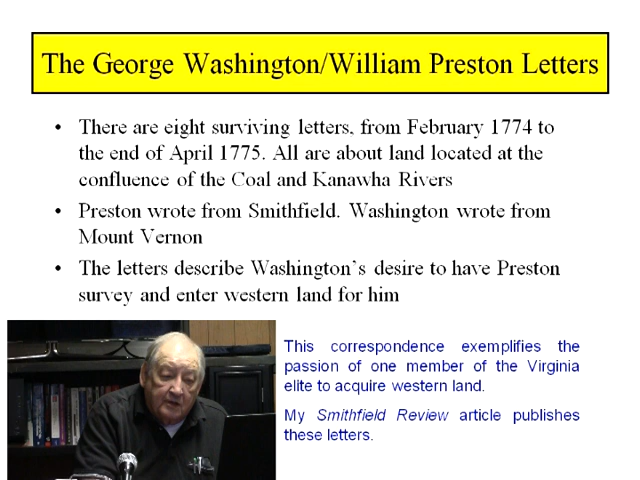 The George Washington/William Preston Letters
• There are eight surviving letters, from February 1774 to
the end of April 1775. All are about land located at the
confluence of the Coal and Kanawha Rivers
• Preston wrote from Smithfield. Washington wrote from
Mount Vernon
• The letters describe Washington's desire to have Preston
survey and enter western land for him
This correspondence exemplifies the
passion of one member of the Virginia
elite to acquire western land.
My Smithfield Review article publishes
these letters.